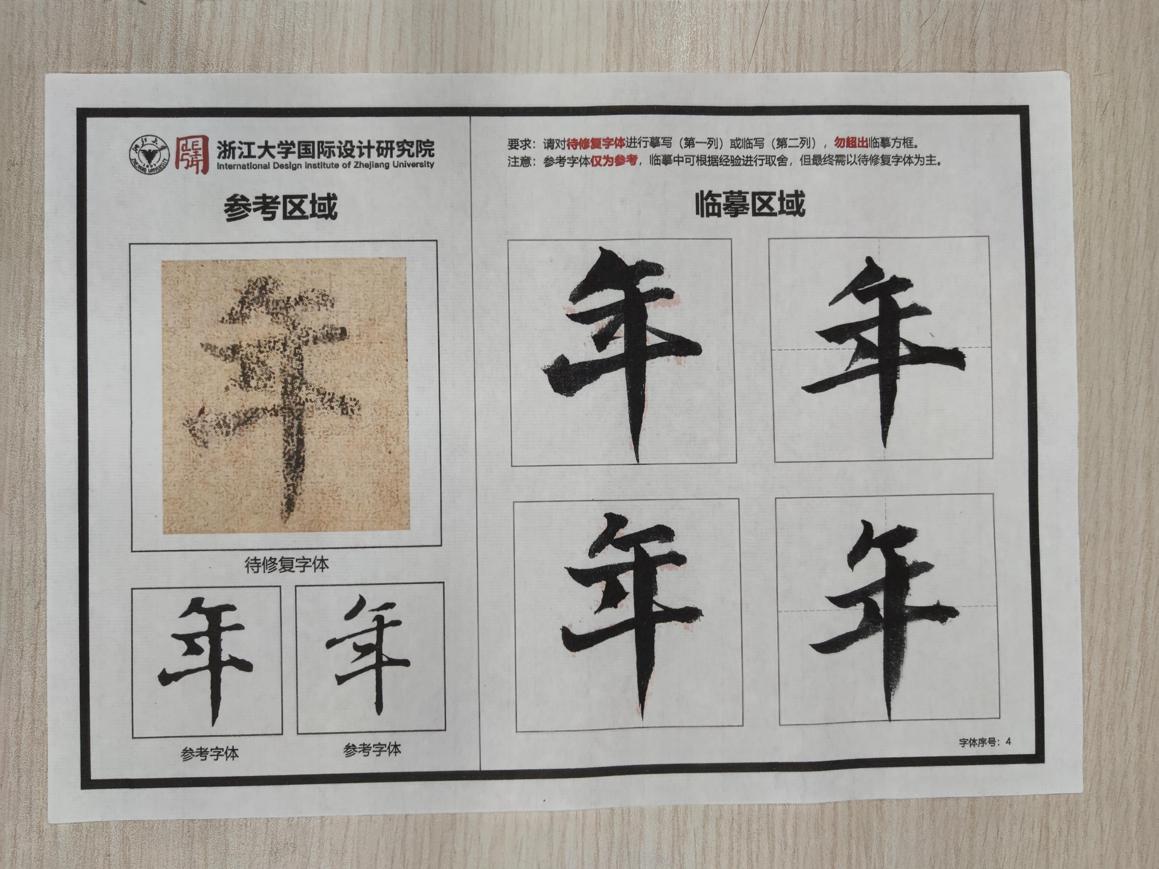 浙江大学国际设计研究院
International Design Institute of Zhejiang University
参考区域
年
待修复字体
年 年
参考字体 参考字体
要求：请对待修复字体进行摹写（第一列）或临写（第二列），勿超出临摹方框。
注意：参考字体仅为参考，临摹中可根据经验进行取舍，但最终需以待修复字体为主。
临摹区域
年 年
年 年
字体序号：4